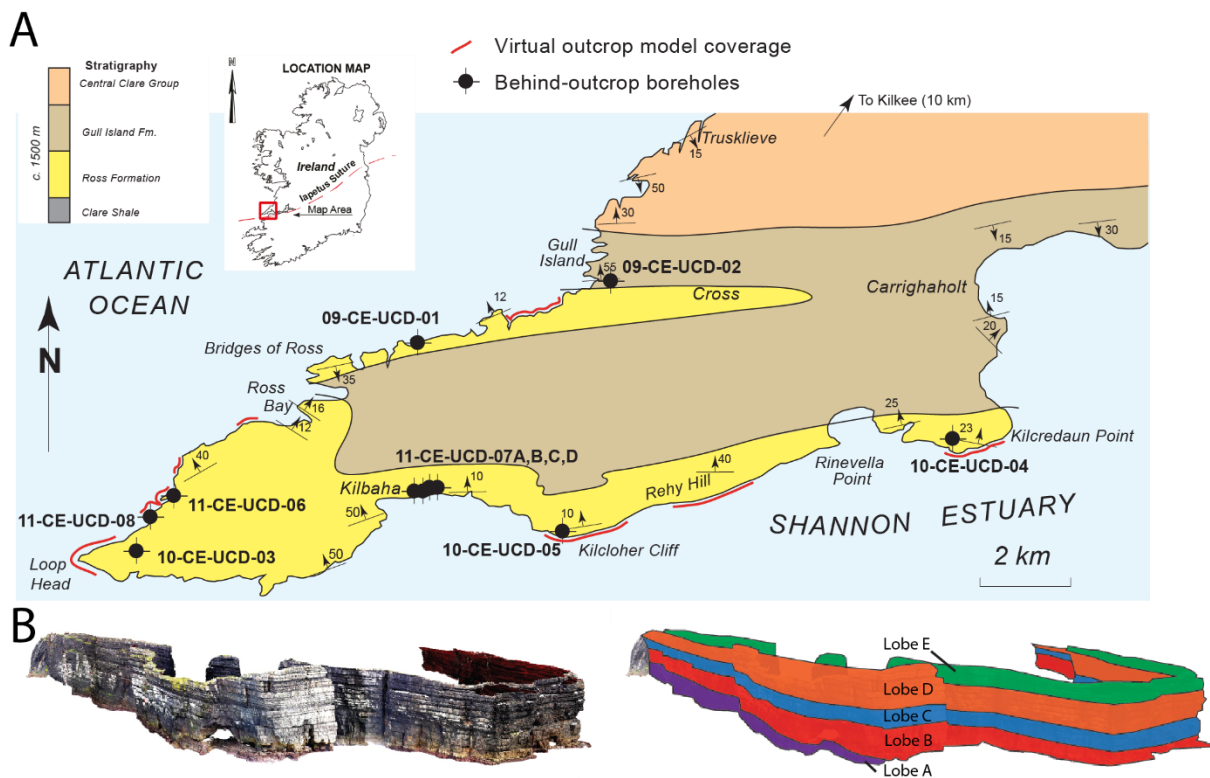 A
Stratigraphy
Central Clare Group
Gull Island Fm.
Ross Formation
Clare Shale
c. 1500 m
N
LOCATION MAP
Ireland
Iapetus Suture
Map Area
Virtual outcrop model coverage
Behind-outcrop boreholes
To Kilkee (10 km)
Trusklieve
15
50
30
Gull
Island
55
09-CE-UCD-02
Cross
15
30
Carrighaholt
15
20
ATLANTIC
OCEAN
N
12
09-CE-UCD-01
Bridges of Ross
35
Ross
Bay
16
12
40
11-CE-UCD-07A,B,C,D
Kilbaha
10
50
11-CE-UCD-06
11-CE-UCD-08
10-CE-UCD-03
Loop
Head
50
10
10-CE-UCD-05
Kilcloher Cliff
Rehy Hill
40
25
23
Rinevella
Point
Kilcredaun Point
10-CE-UCD-04
SHANNON ESTUARY
2 km
B
Lobe E
Lobe D
Lobe C
Lobe B
Lobe A